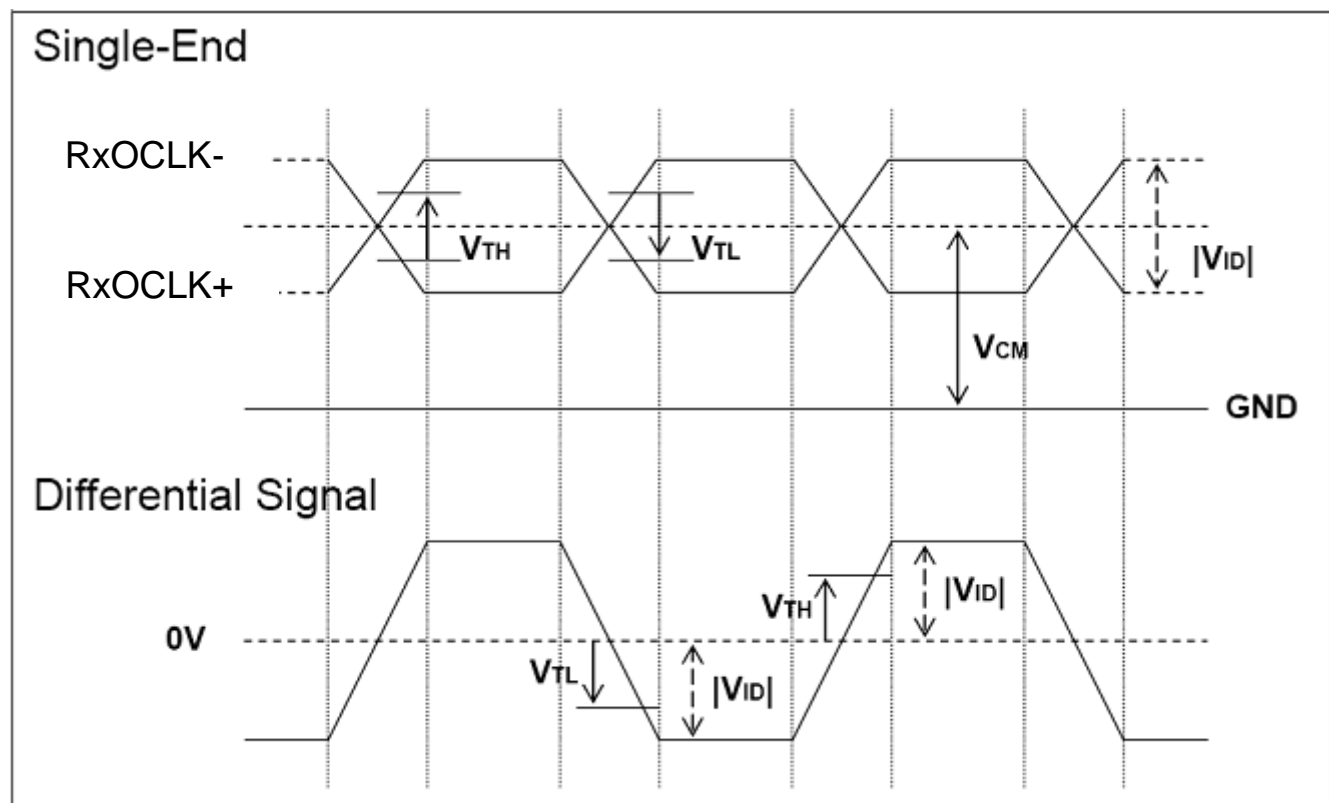 Single-End
RxOCLK-
VTH
VTL
|VID|
RxOCLK+
VCM
GND
Differential Signal
VTH
|VID|
0V
VTL
|VID|